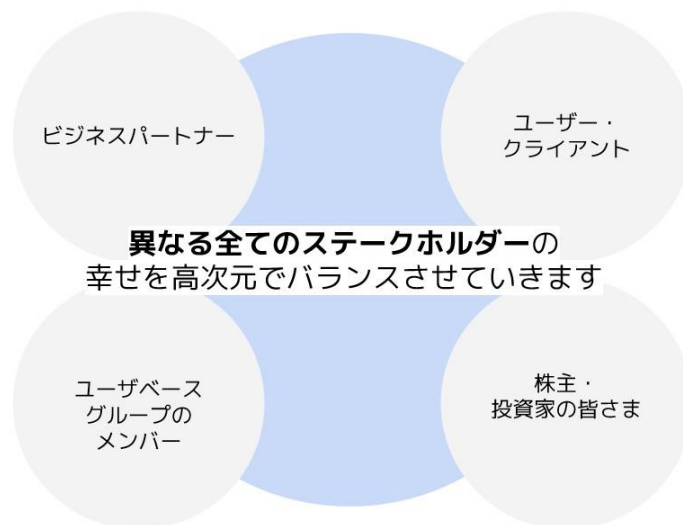 ビジネスパートナー
ユーザー・
クライアント
異なる全てのステークホルダーの
幸せを高次元でバランスさせていきます
ユーザベース
グループの
メンバー
株主・
投資家の皆さま